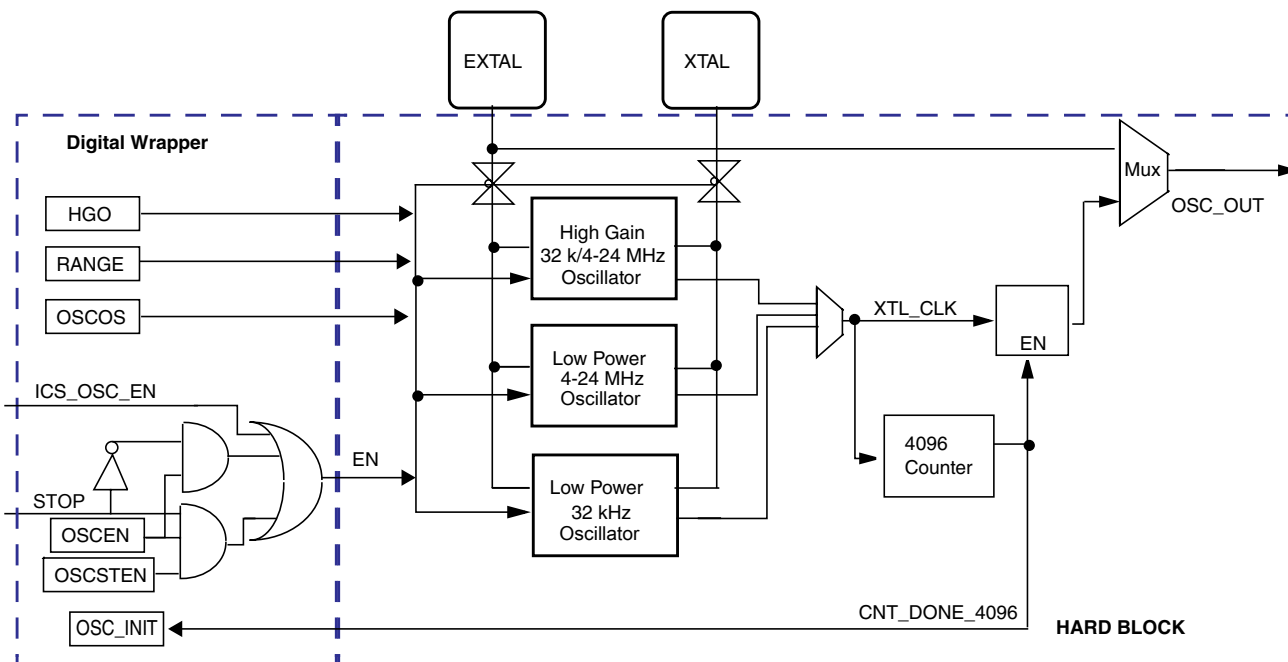 EXTAL
XTAL
Digital Wrapper
HGO
RANGE
OSCOS
ICS_OSC_EN
STOP
OSCEN
OSCSTEN
OSC_INIT
EN
High Gain
32 k/4-24 MHz
Oscillator
Low Power
4-24 MHz
Oscillator
Low Power
32 kHz
Oscillator
XTL_CLK
4096
Counter
EN
Mux
OSC_OUT
CNT_DONE_4096
HARD BLOCK